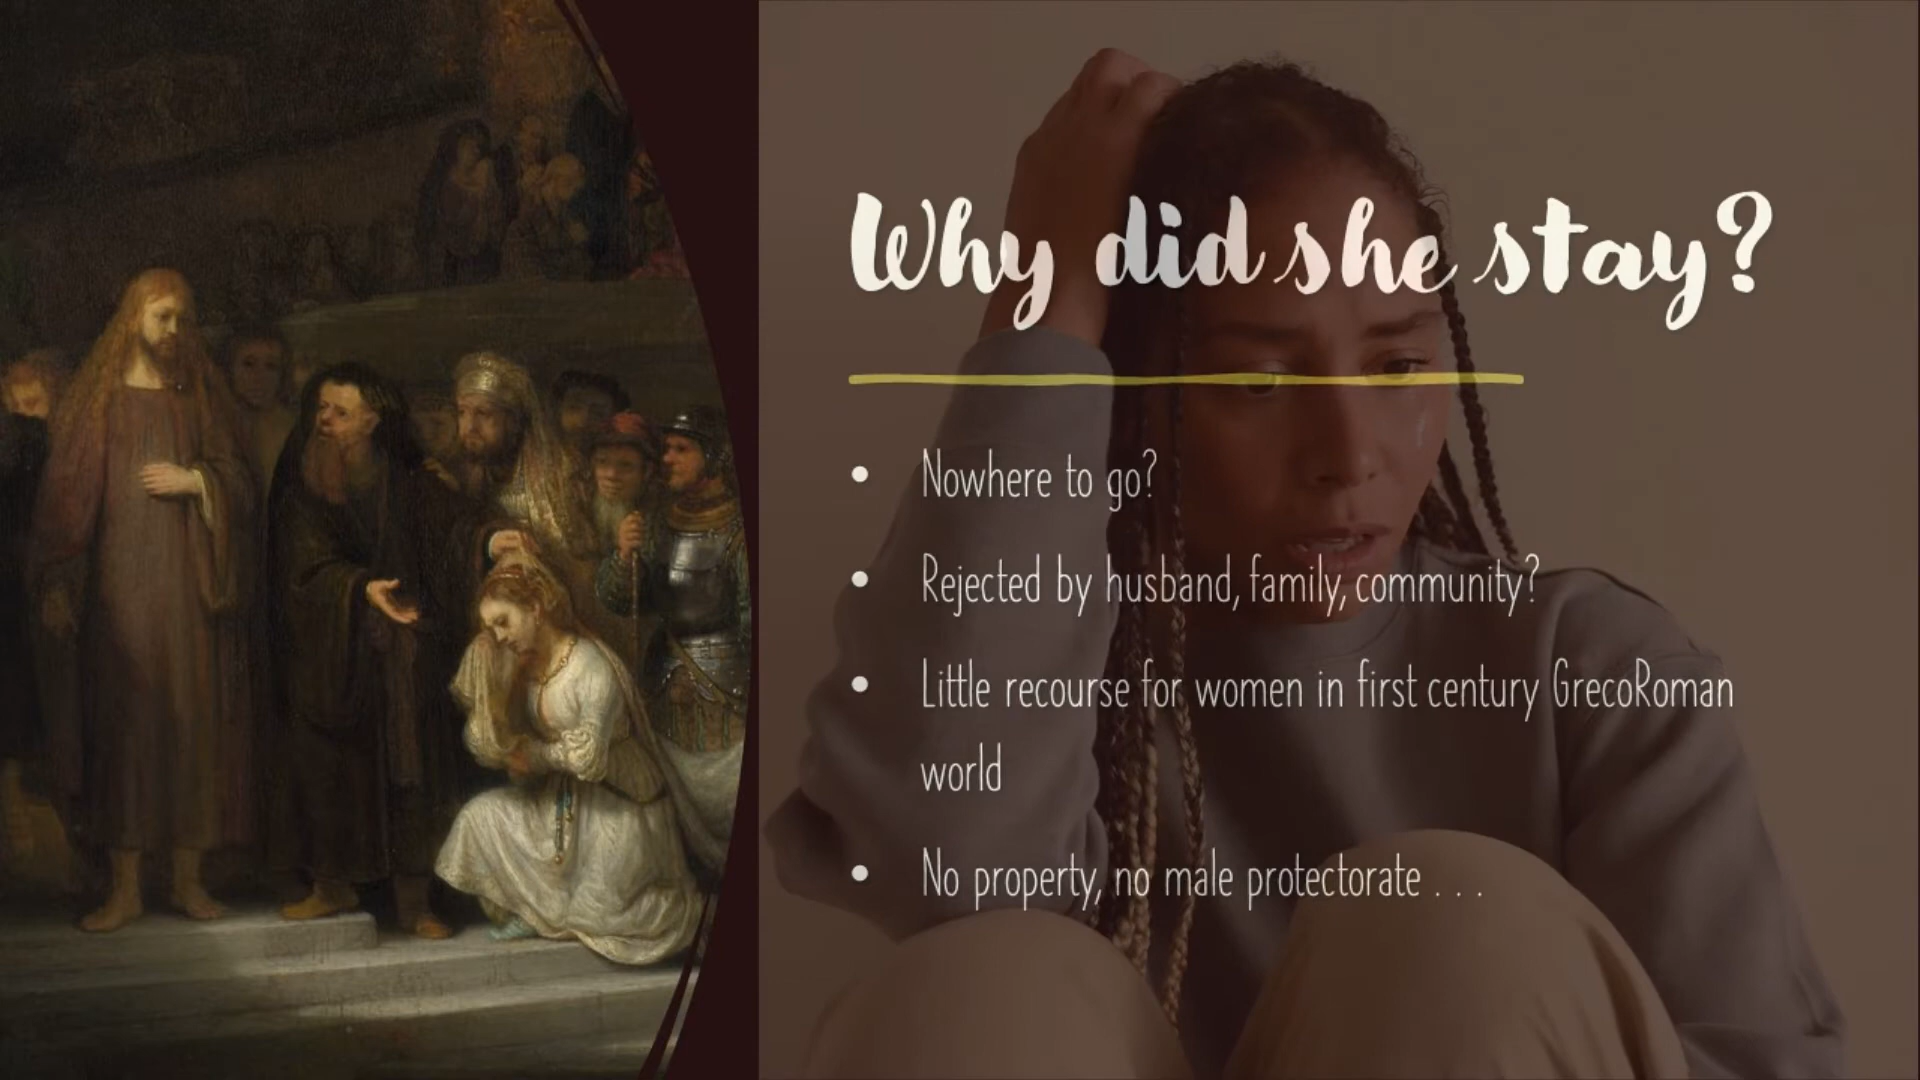 Why did she stay?
• Nowhere to go?
• Rejected by husband, family, community?
• Little recourse for women in first century GrecoRoman
world
• No property, no male protectorate . . .